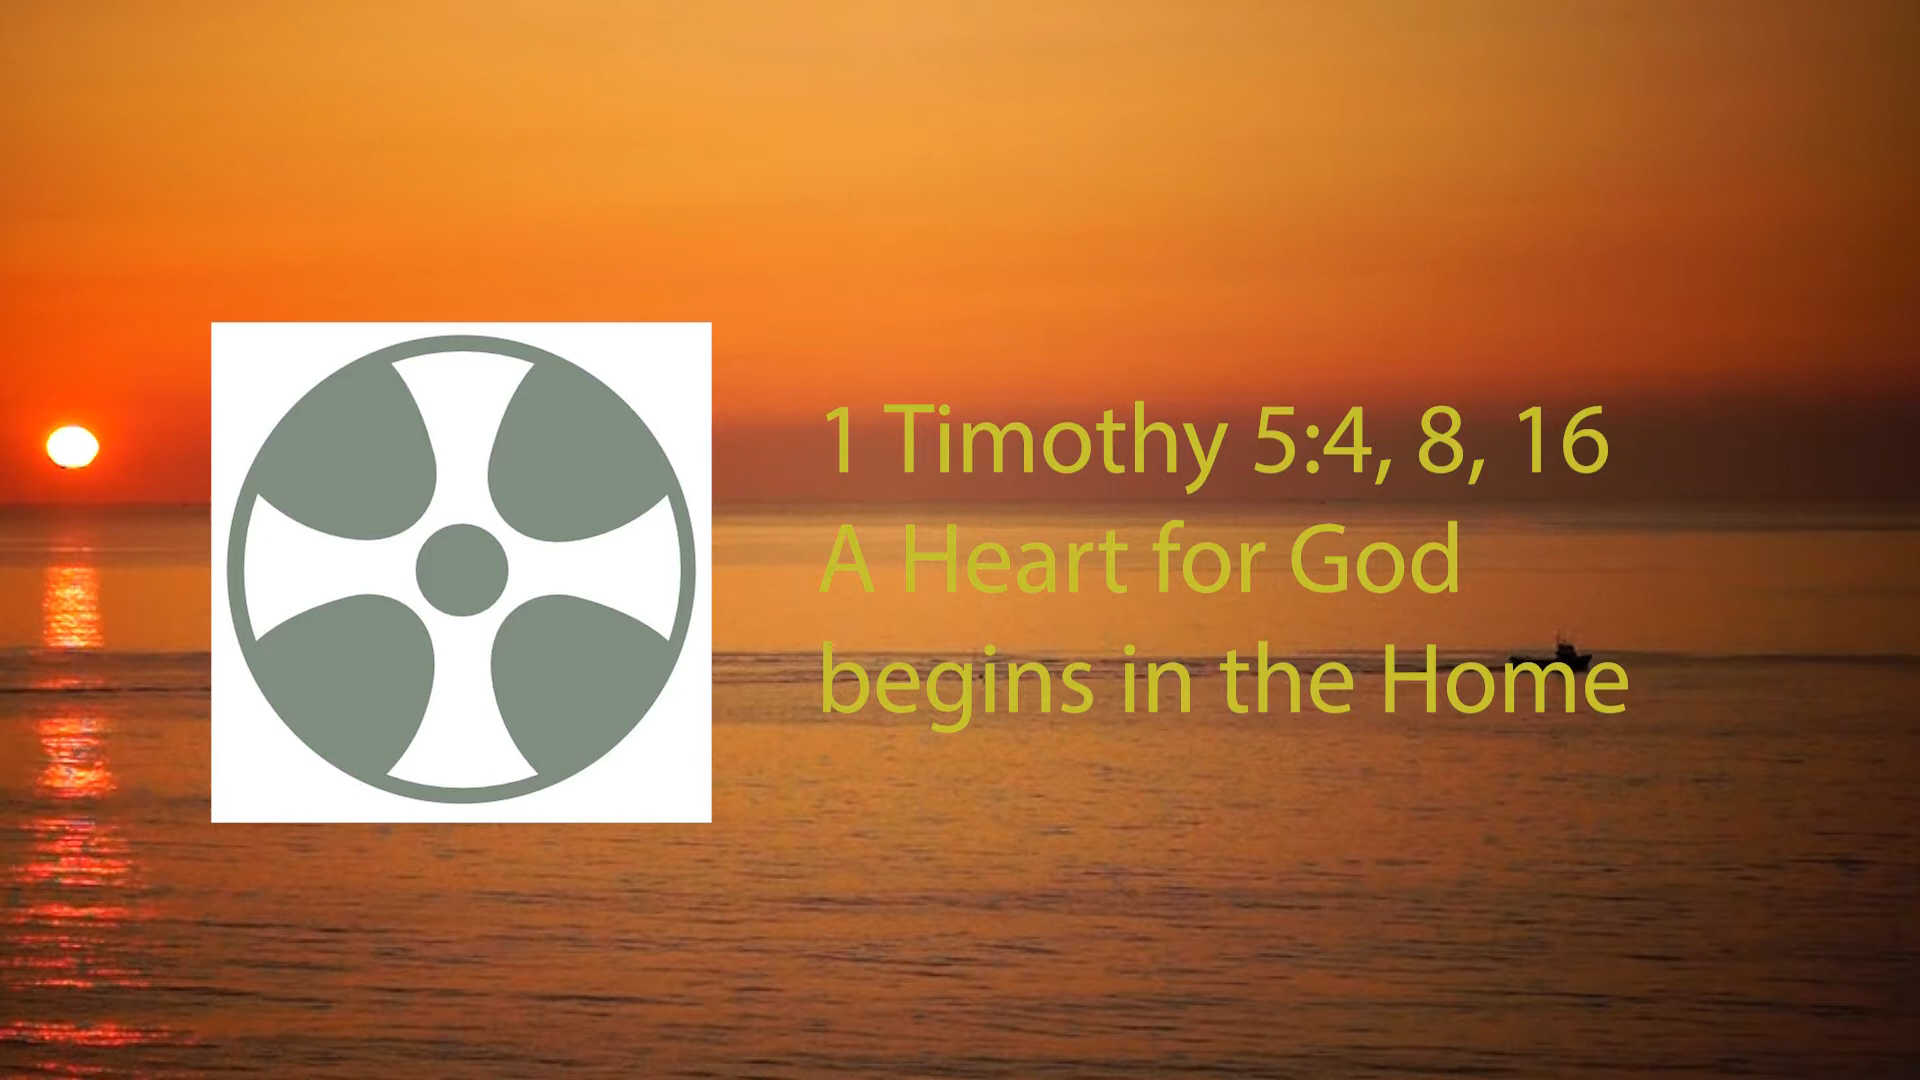 1 Timothy 5:4, 8, 16
A Heart for God
begins in the Home